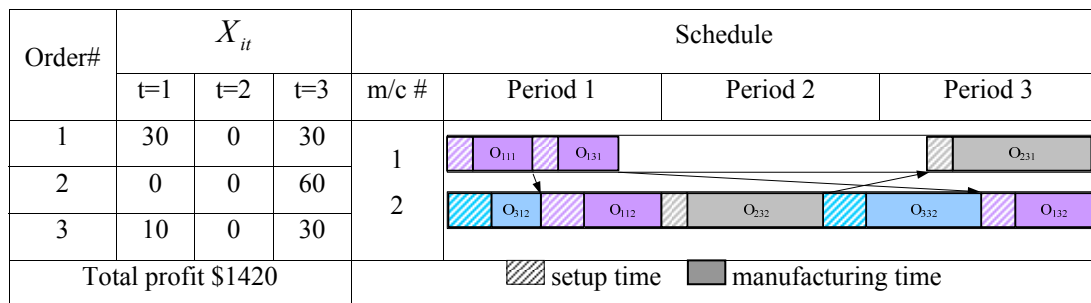 Order# X_it Schedule
t=1 t=2 t=3 m/c # Period 1 Period 2 Period 3
1 30 0 30
2 0 0 60
3 10 0 30
1 O₁₁₁ O₁₃₁ O₂₃₁
2 O₃₁₂ O₁₁₂ O₂₃₂ O₃₃₂ O₁₃₂
Total profit $1420 setup time manufacturing time